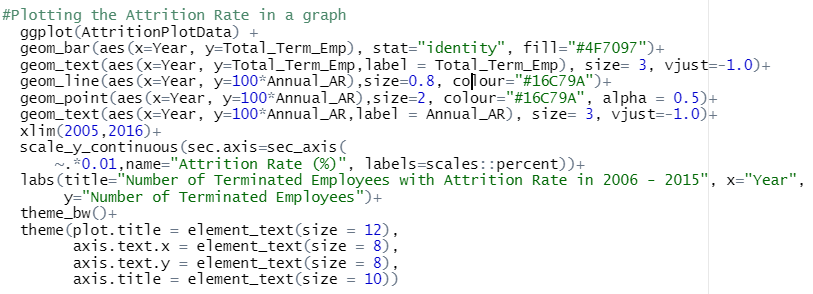 #Plotting the Attrition Rate in a graph
ggplot(AttritionPlotData) +
geom_bar(aes(x=Year, y=Total_Term_Emp), stat="identity", fill="#4F7097")+
geom_text(aes(x=Year, y=Total_Term_Emp,label = Total_Term_Emp), size= 3, vjust=-1.0)+
geom_line(aes(x=Year, y=100*Annual_AR),size=0.8, colour="#16C79A")+
geom_point(aes(x=Year, y=100*Annual_AR),size=2, colour="#16C79A", alpha = 0.5)+
geom_text(aes(x=Year, y=100*Annual_AR,label = Annual_AR), size= 3, vjust=-1.0)+
xlim(2005,2016)+
scale_y_continuous(sec.axis=sec_axis(
~.*0.01,name="Attrition Rate (%)", labels=scales::percent))+
labs(title="Number of Terminated Employees with Attrition Rate in 2006 - 2015", x="Year",
y="Number of Terminated Employees")+
theme_bw()+
theme(plot.title = element_text(size = 12),
axis.text.x = element_text(size = 8),
axis.text.y = element_text(size = 8),
axis.title = element_text(size = 10))